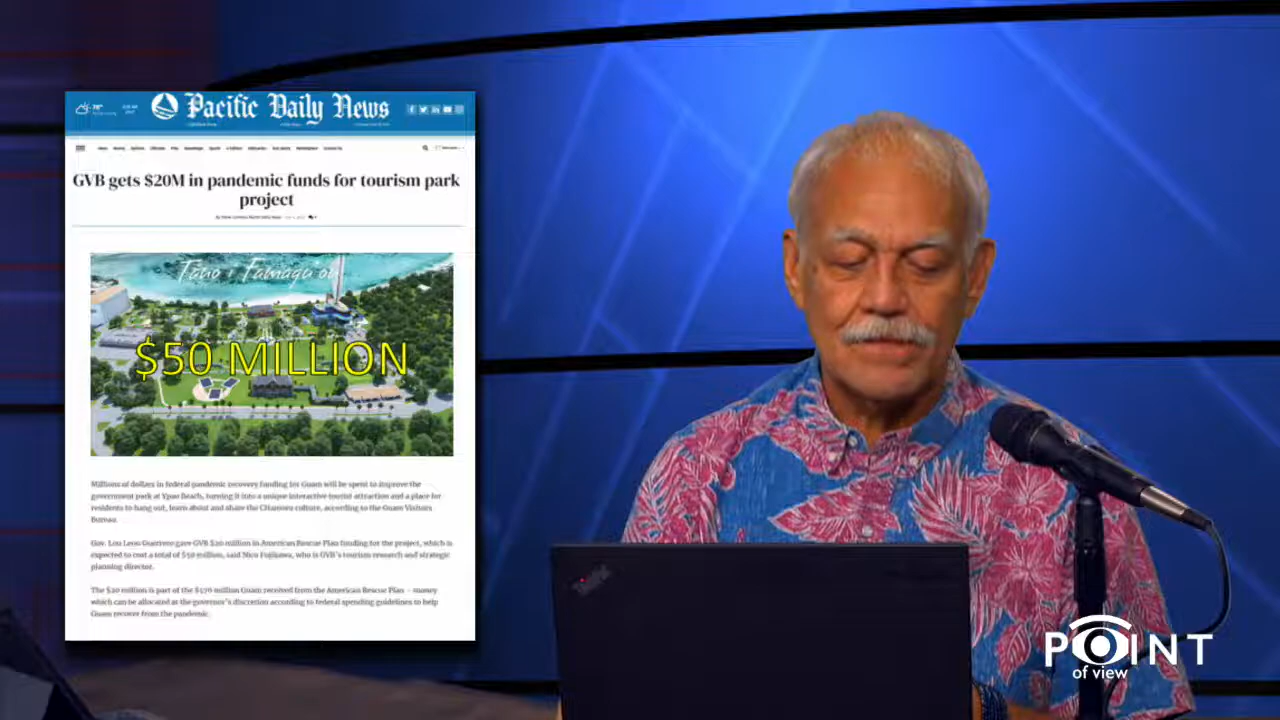 Pacific Daily News
GVB gets $20M in pandemic funds for tourism park
project
Tåno i Famagu'on
$50 MILLION
Millions of dollars in federal pandemic recovery funding for Guam will be spent to improve the
government park at Ypao Beach, turning it into a unique interactive tourist attraction and a place for
residents to hang out, learn about and share the CHamoru culture, according to the Guam Visitors
Bureau.
Gov. Lou Leon Guerrero gave GVB $20 million in American Rescue Plan funding for the project, which is
expected to cost a total of $50 million, said Nico Fujikawa, who is GVB's tourism research and strategic
planning director.
The $20 million is part of the $570 million Guam received from the American Rescue Plan – money
which can be allocated at the governor's discretion according to federal spending guidelines to help
Guam recover from the pandemic.
ThinkPad
POINT
of view